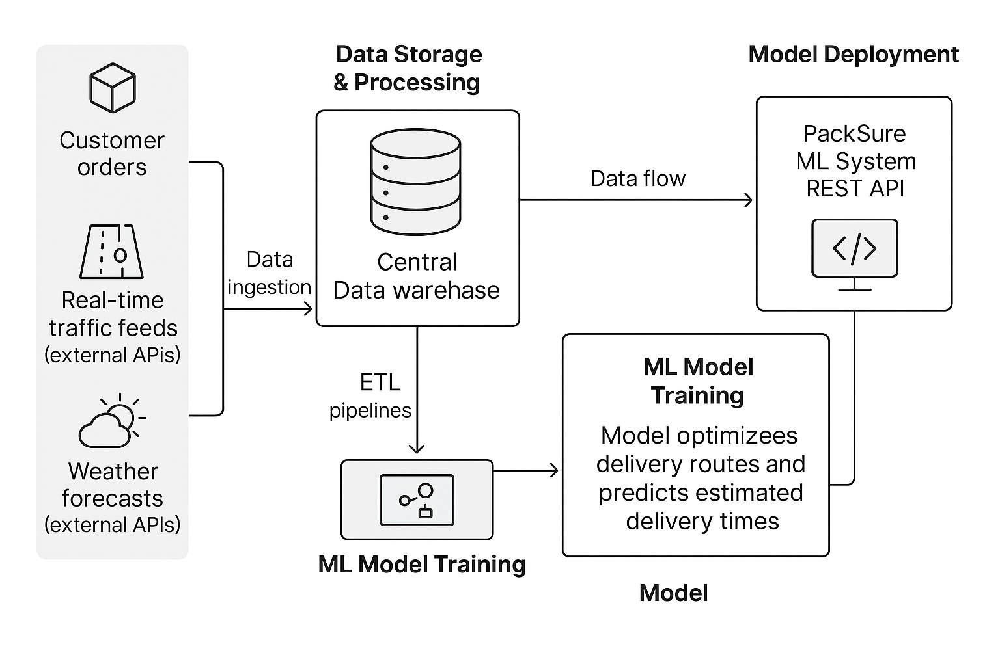 Customer
orders
Real-time
traffic feeds
(external APis)
Weather
forecasts
(external APIs)
Data
ingestion
Data Storage
& Processing
Central
Data warehase
ETL
pipelines
ML Model Training
Data flow
Model Deployment
PackSure
ML System
REST API
</>
ML Model
Training
Model optimizees
delivery routes and
predicts estimated
delivery times
Model